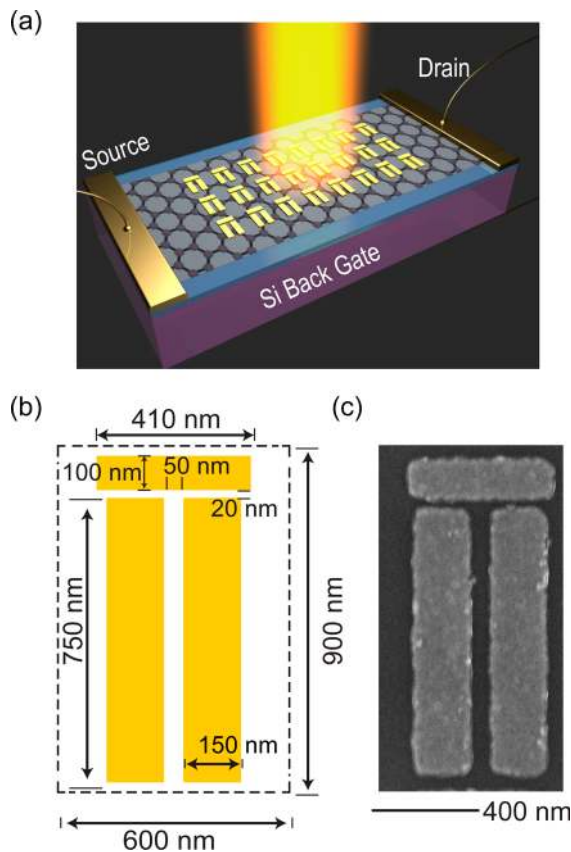 (a)
Drain
Source
Si Back Gate
(b)
(c)
410 nm
100 nm
50 nm
20 nm
750 nm
900 nm
150 nm
600 nm
400 nm